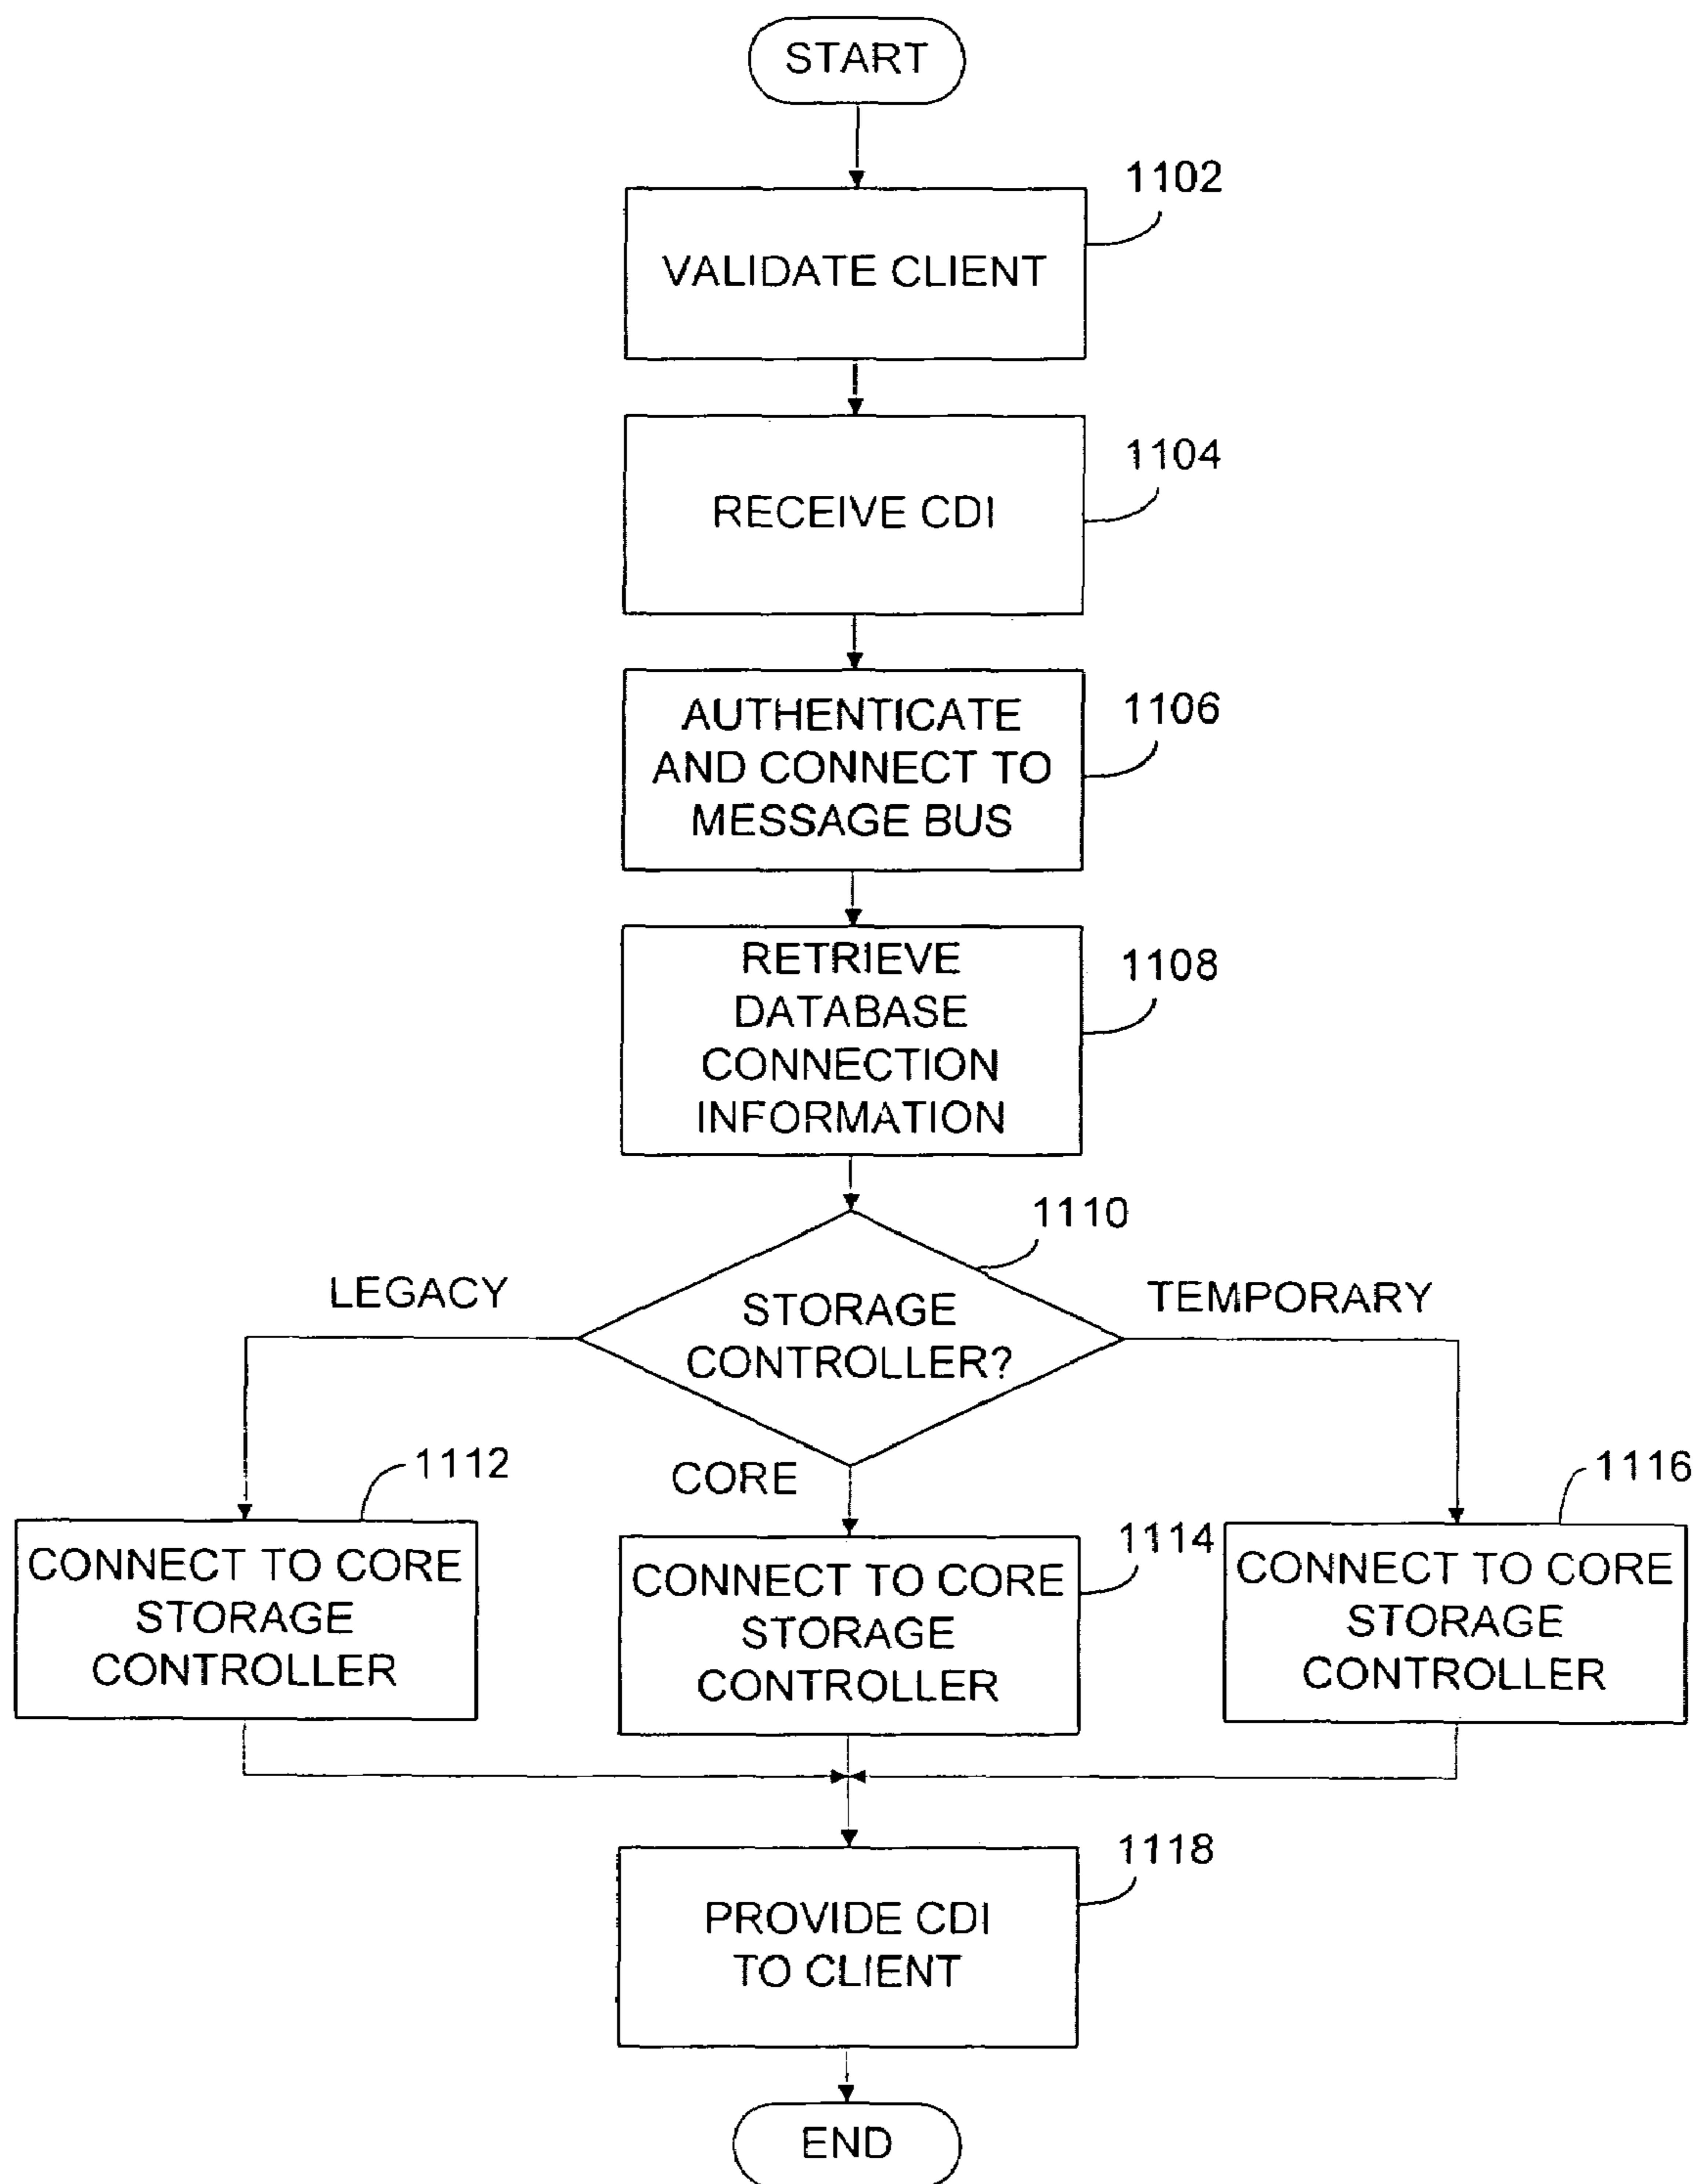 START
1102
VALIDATE CLIENT
1104
RECEIVE CDI
1106
AUTHENTICATE
AND CONNECT TO
MESSAGE BUS
1108
RETRIEVE
DATABASE
CONNECTION
INFORMATION
1110
LEGACY
TEMPORARY
STORAGE
CONTROLLER?
CORE
1112
CONNECT TO CORE
STORAGE
CONTROLLER
1114
CONNECT TO CORE
STORAGE
CONTROLLER
1116
CONNECT TO CORE
STORAGE
CONTROLLER
1118
PROVIDE CDI
TO CLIENT
END